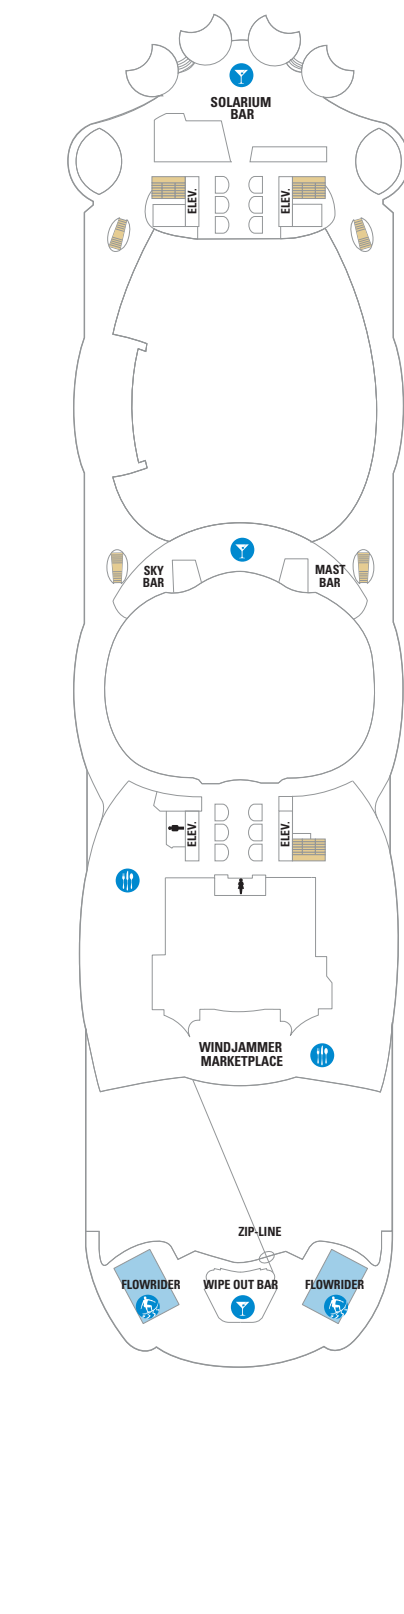 SOLARIUM
BAR
ELEV.
ELEV.
SKY
BAR
MAST
BAR
ELEV.
ELEV.
WINDJAMMER
MARKETPLACE
ZIP-LINE
FLOWRIDER
WIPE OUT BAR
FLOWRIDER